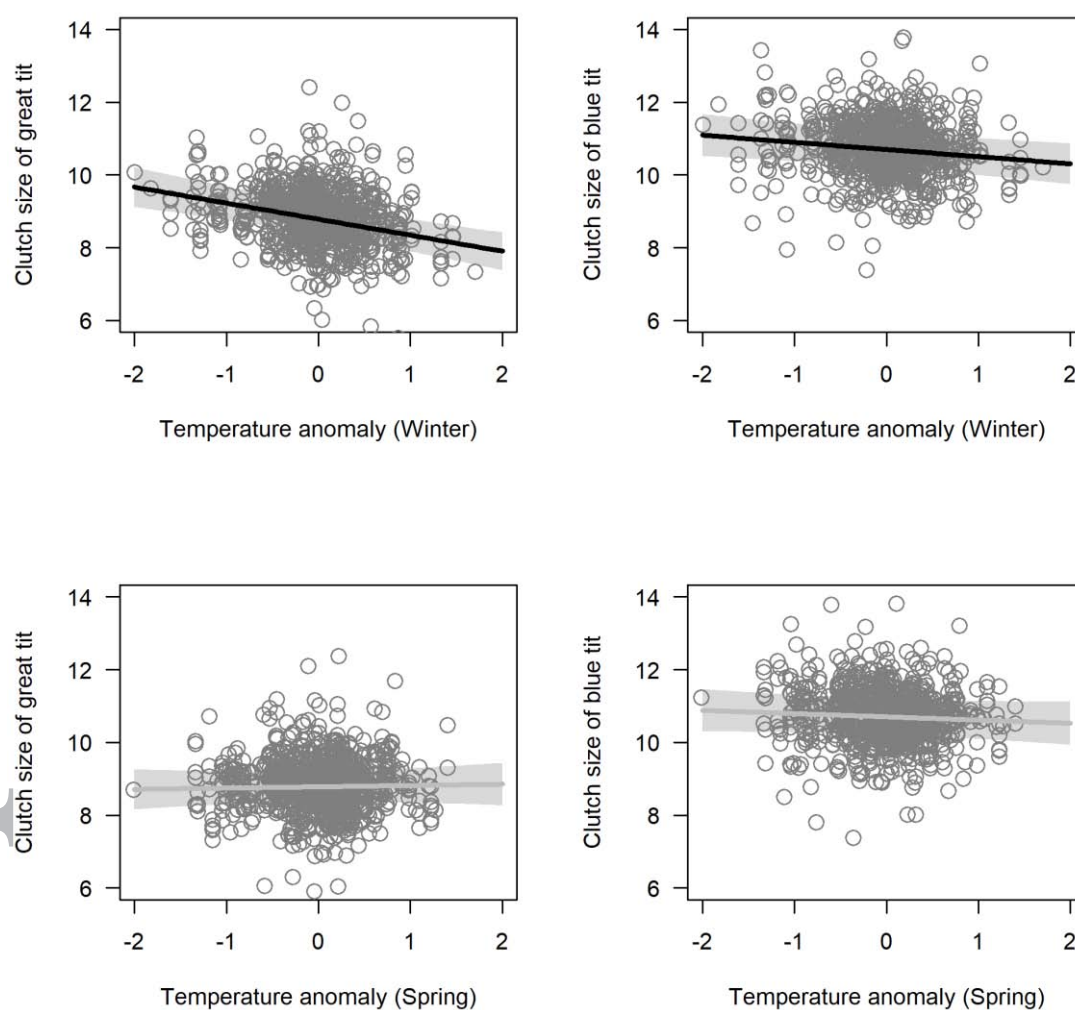 14
12
10
8
6
Clutch size of great tit
-2 -1 0 1 2
Temperature anomaly (Winter)
14
12
10
8
6
Clutch size of blue tit
-2 -1 0 1 2
Temperature anomaly (Winter)
14
12
10
8
6
Clutch size of great tit
-2 -1 0 1 2
Temperature anomaly (Spring)
14
12
10
8
6
Clutch size of blue tit
-2 -1 0 1 2
Temperature anomaly (Spring)